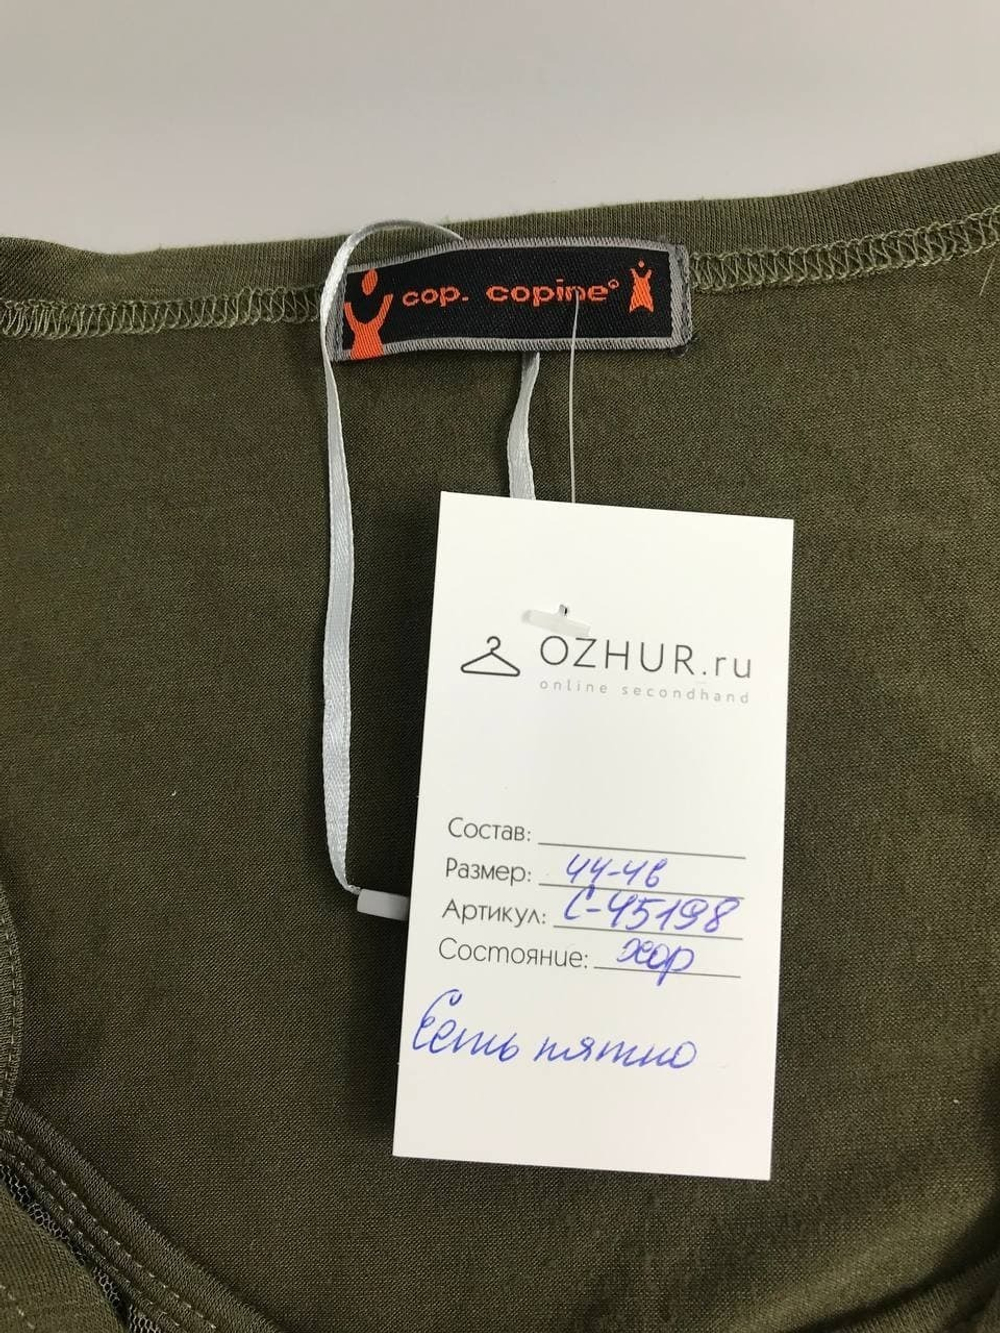 cop. copine®
OZHUR.ru
online secondhand
Состав:
Размер: 44-46
Артикул: С-45198
Состояние: хор
Есть пятно